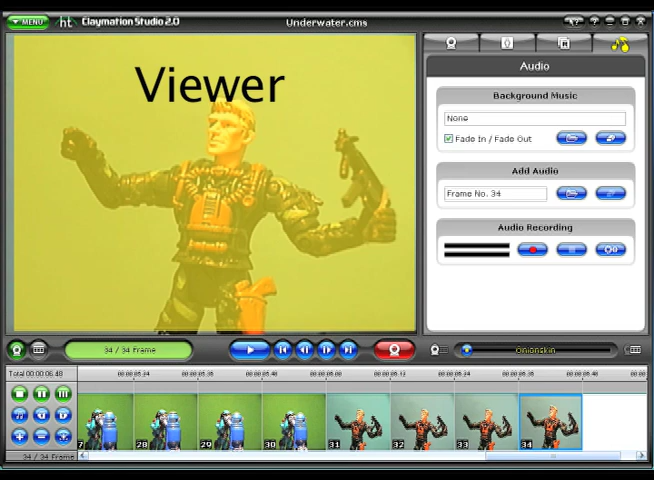 MENU ht Claymation Studio 2.0 Underwater.cms
Viewer
Audio
Background Music
None
Fade In / Fade Out
Add Audio
Frame No. 34
Audio Recording
34 / 34 Frame
Onionskin
Total 00:00:06:48
7 28 29 30 31 32 33 34
34 / 34 Frame